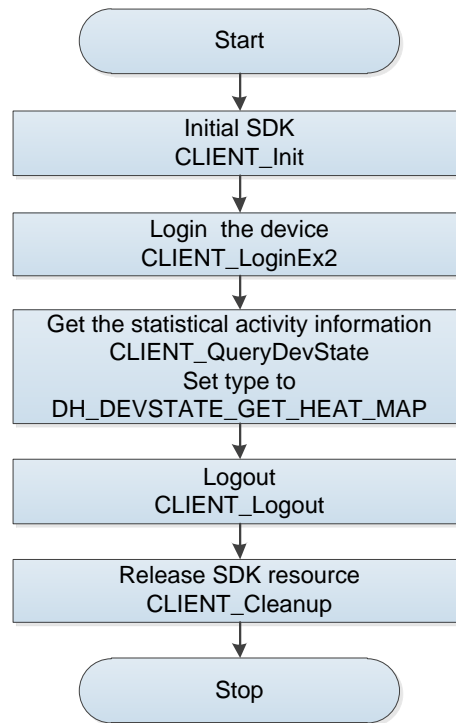 Start
Initial SDK
CLIENT_Init
Login  the device
CLIENT_LoginEx2
Get the statistical activity information
CLIENT_QueryDevState
Set type to
DH_DEVSTATE_GET_HEAT_MAP
Logout
CLIENT_Logout
Release SDK resource
CLIENT_Cleanup
Stop